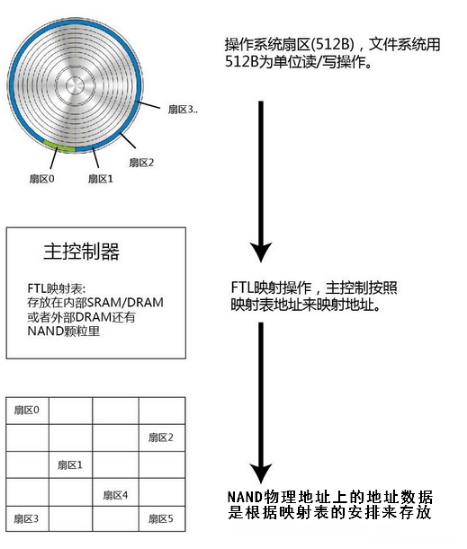 操作系统扇区(512B)，文件系统用
512B为单位读/写操作。
扇区3..
扇区2
扇区0
扇区1
主控制器
FTL映射表:
存放在内部SRAM/DRAM
或者外部DRAM还有
NAND颗粒里
FTL映射操作，主控制按照
映射表地址来映射地址。
扇区0
扇区2
扇区1
扇区4
扇区3
扇区5
NAND物理地址上的地址数据
是根据映射表的安排来存放